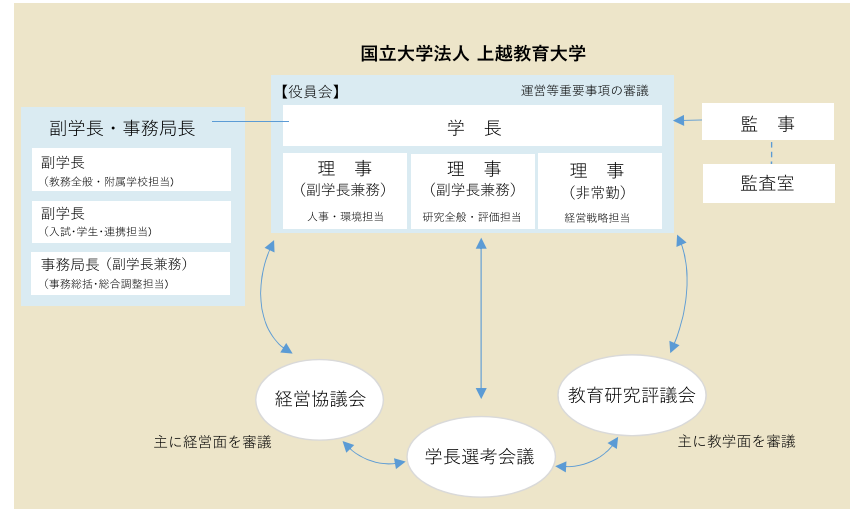 国立大学法人 上越教育大学
【役員会】
運営等重要事項の審議
学 長
理 事
（副学長兼務）
人事・環境担当
理 事
（副学長兼務）
研究全般・評価担当
理 事
（非常勤）
経営戦略担当
副学長・事務局長
副学長
（教務全般・附属学校担当）
副学長
（入試・学生・連携担当）
事務局長（副学長兼務）
（事務総括・総合調整担当）
監 事
監査室
経営協議会
主に経営面を審議
学長選考会議
教育研究評議会
主に教学面を審議